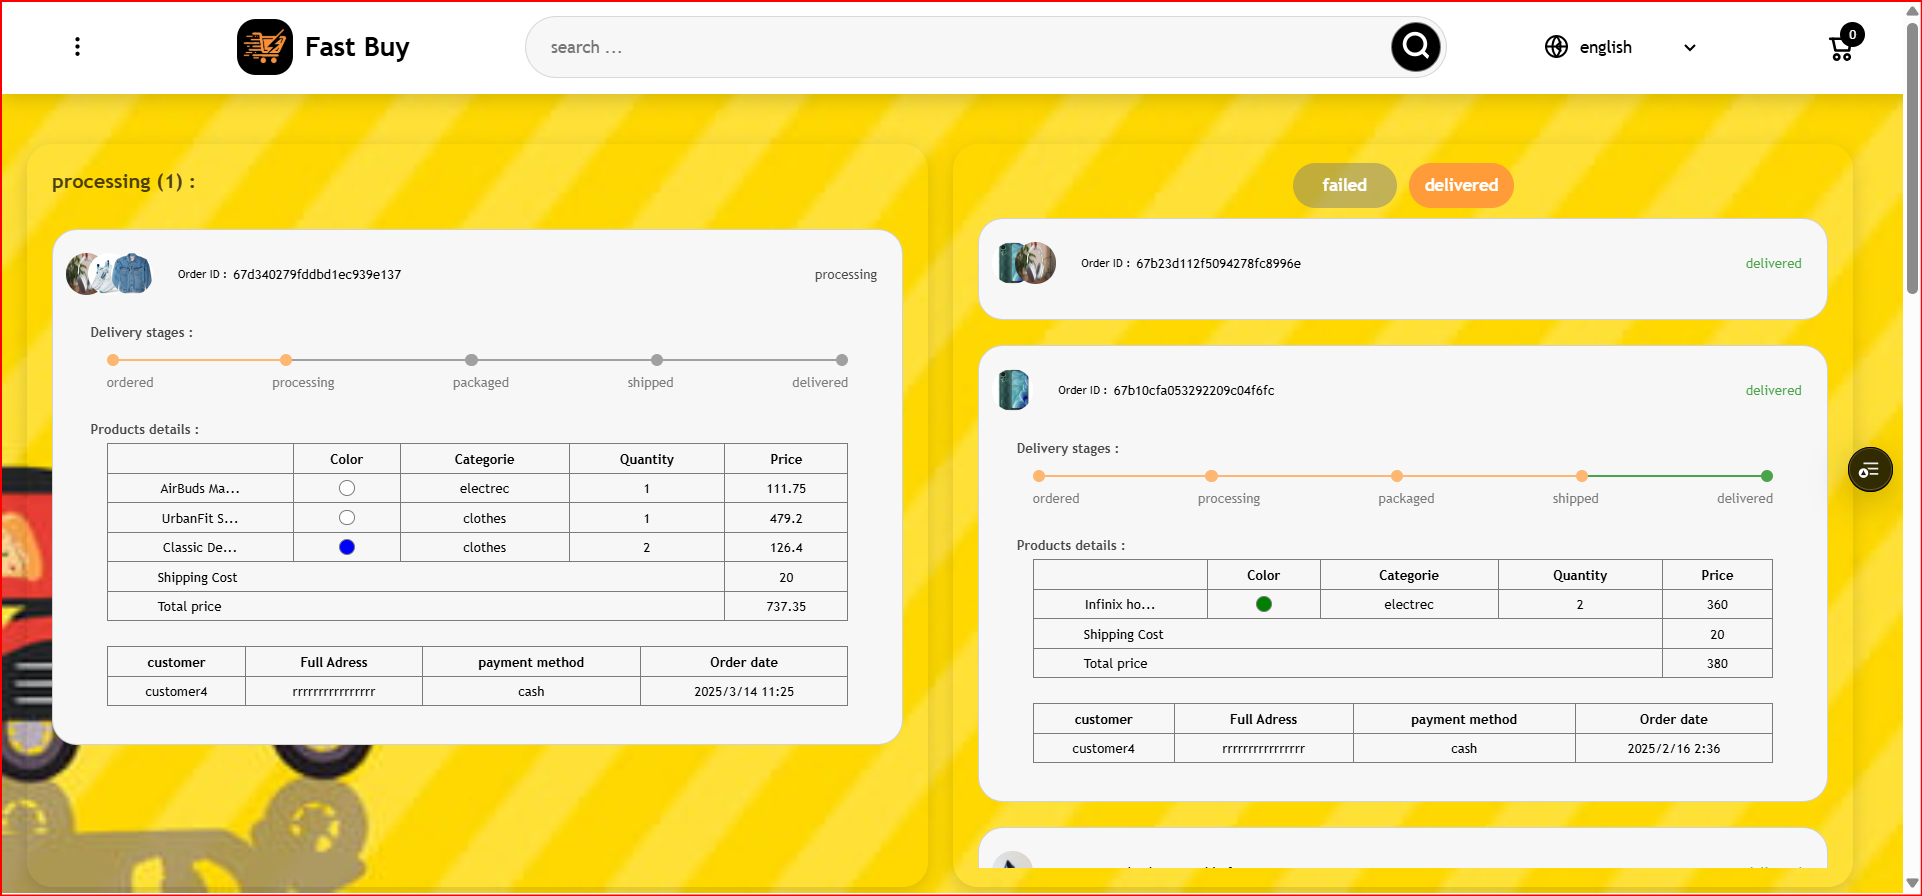 Fast Buy
search ...
english
0
processing (1) :
Order ID : 67d340279fddbd1ec939e137
processing
Delivery stages :
ordered processing packaged shipped delivered
Products details :
Color Categorie Quantity Price
AirBuds Ma... electrec 1 111.75
UrbanFit S... clothes 1 479.2
Classic De... clothes 2 126.4
Shipping Cost 20
Total price 737.35
customer Full Adress payment method Order date
customer4 rrrrrrrrrrrrrrrr cash 2025/3/14 11:25
failed delivered
Order ID : 67b23d112f5094278fc8996e
delivered
Order ID : 67b10cfa053292209c04f6fc
delivered
Delivery stages :
ordered processing packaged shipped delivered
Products details :
Color Categorie Quantity Price
Infinix ho... electrec 2 360
Shipping Cost 20
Total price 380
customer Full Adress payment method Order date
customer4 rrrrrrrrrrrrrrrr cash 2025/2/16 2:36